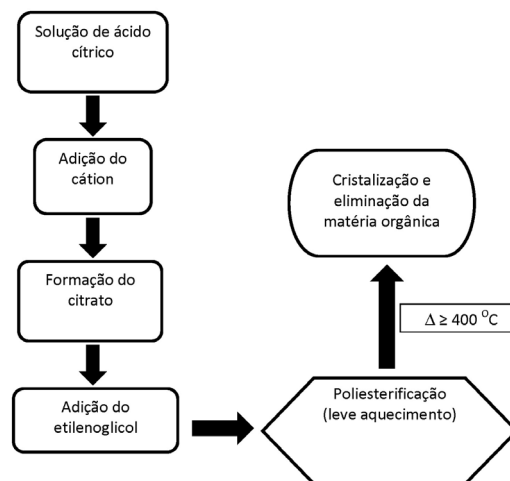 Solução de ácido
cítrico
Adição do
cátion
Formação do
citrato
Adição do
etilenoglicol
Poliesterificação
(leve aquecimento)
Δ ≥ 400 °C
Cristalização e
eliminação da
matéria orgânica